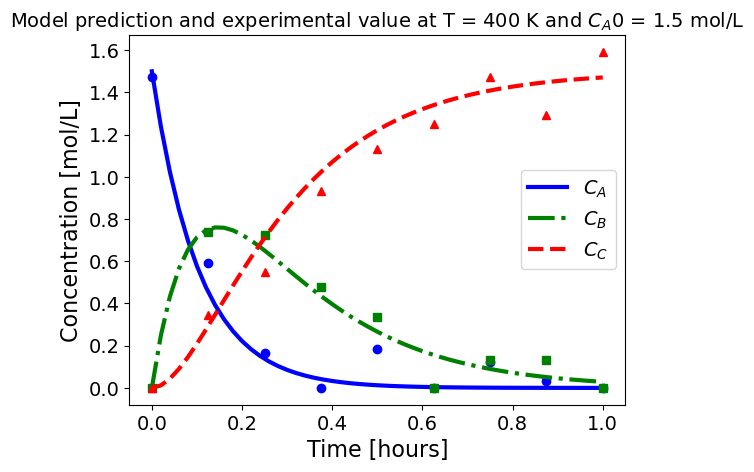 Model prediction and experimental value at T = 400 K and C_A0 = 1.5 mol/L
Concentration [mol/L]
1.6
1.4
1.2
1.0
0.8
0.6
0.4
0.2
0.0
C_A
C_B
C_C
0.0 0.2 0.4 0.6 0.8 1.0
Time [hours]